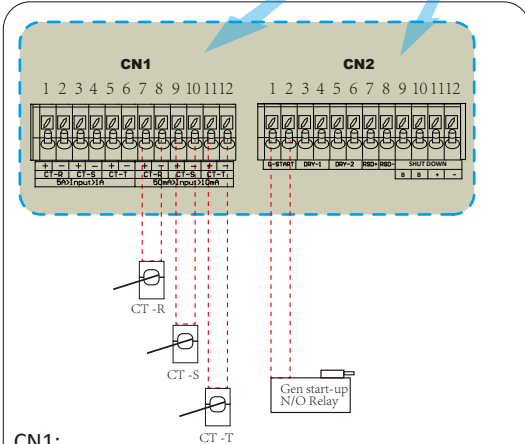 CN1 CN2
1 2 3 4 5 6 7 8 9 10 11 12 1 2 3 4 5 6 7 8 9 10 11 12
+ − + − + − + − + − + − G-START DRY-1 DRY-2 RSD+ RSD- SHUT DOWN
CT-R CT-S CT-T CT-R CT-S CT-T B B + −
5A>Input>1A 50mA>Input>10mA
CT -R
CT -S
Gen start-up
N/O Relay
CT -T
CN1: